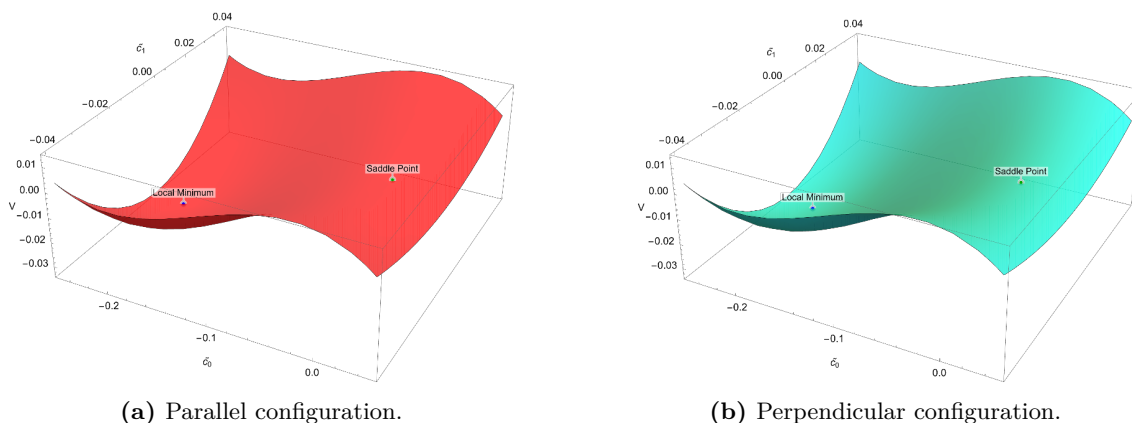 0.04
c̃₁
0.02
0.00
−0.02
−0.04
0.01
0.00
V
−0.01
−0.02
−0.03
−0.2
−0.1
c̃₀
0.0
Local Minimum
Saddle Point
(a) Parallel configuration.
0.04
c̃₁
0.02
0.00
−0.02
−0.04
0.01
0.00
V
−0.01
−0.02
−0.03
−0.2
−0.1
c̃₀
0.0
Local Minimum
Saddle Point
(b) Perpendicular configuration.